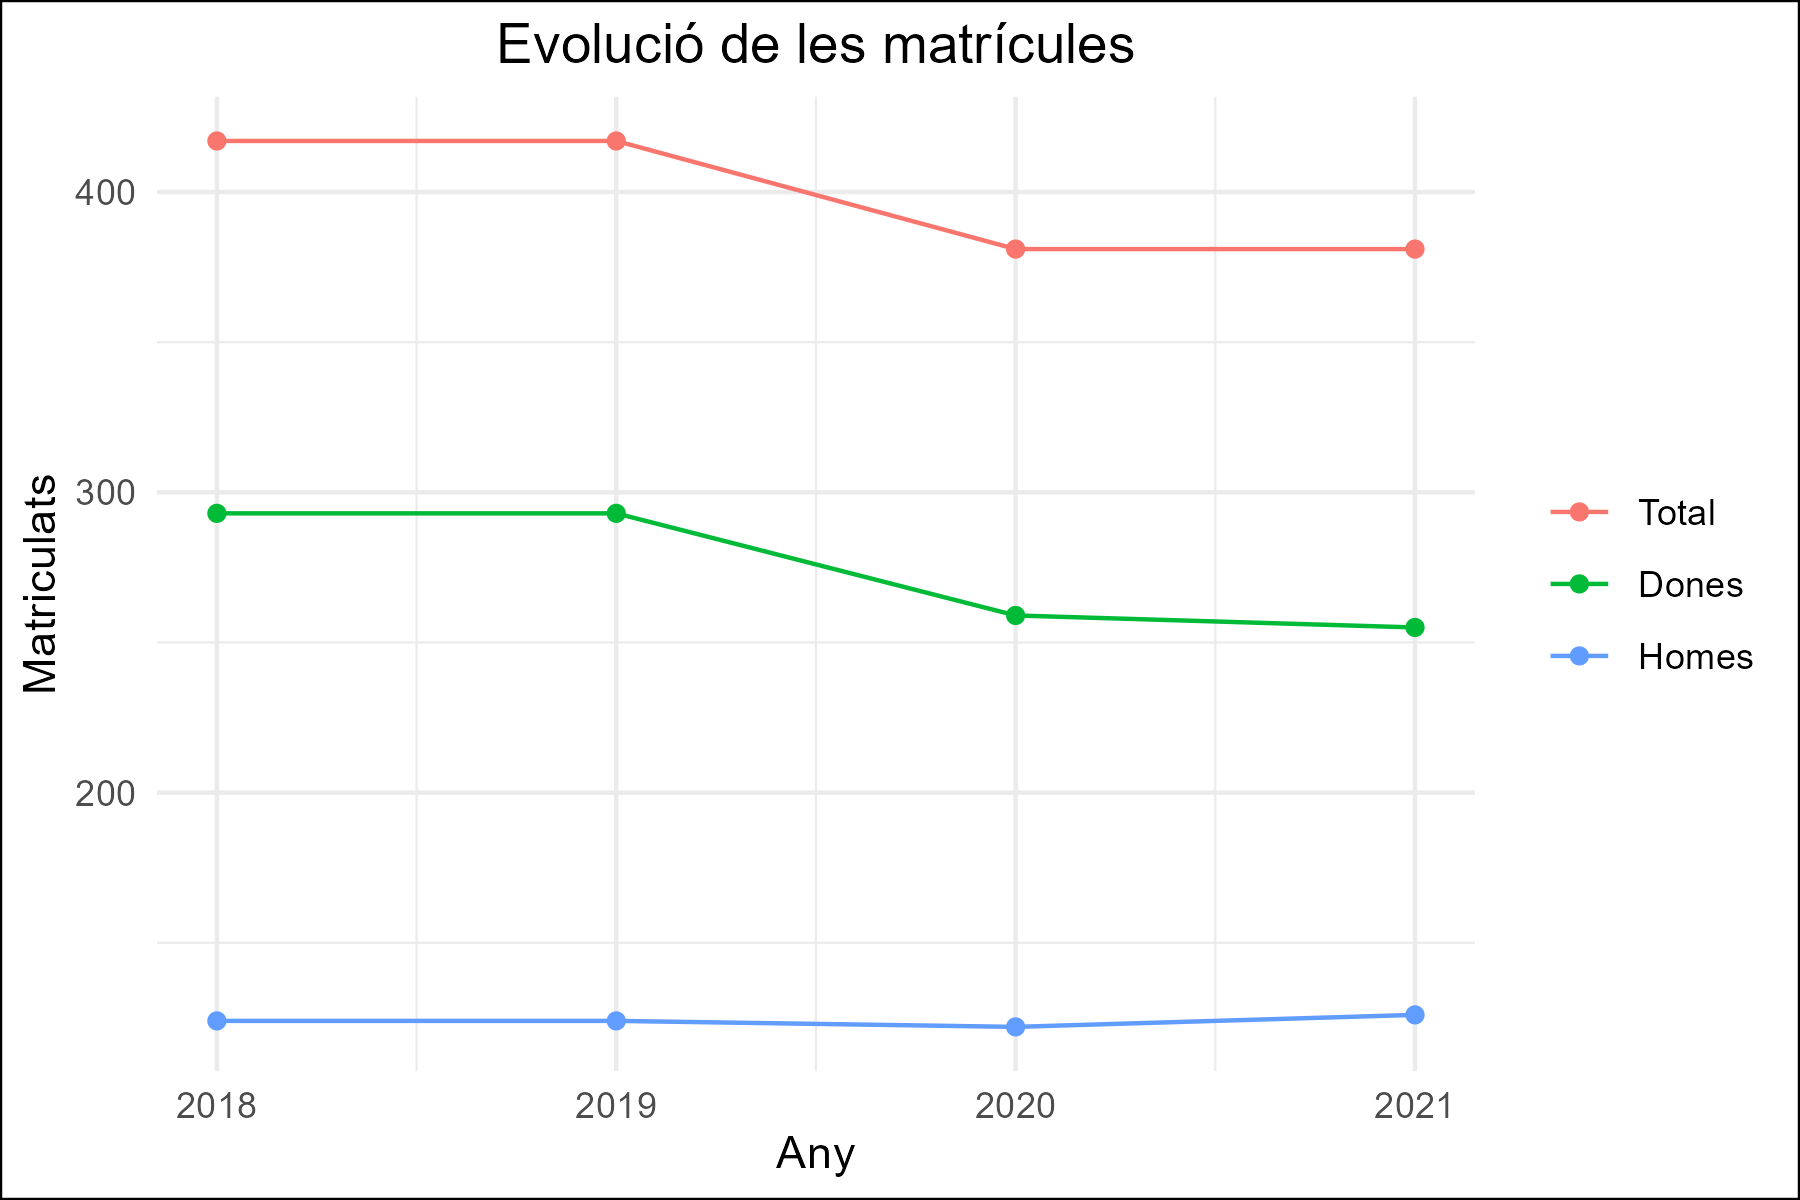 Evolució de les matrícules
Matriculats
400
300
200
2018 2019 2020 2021
Any
Total
Dones
Homes